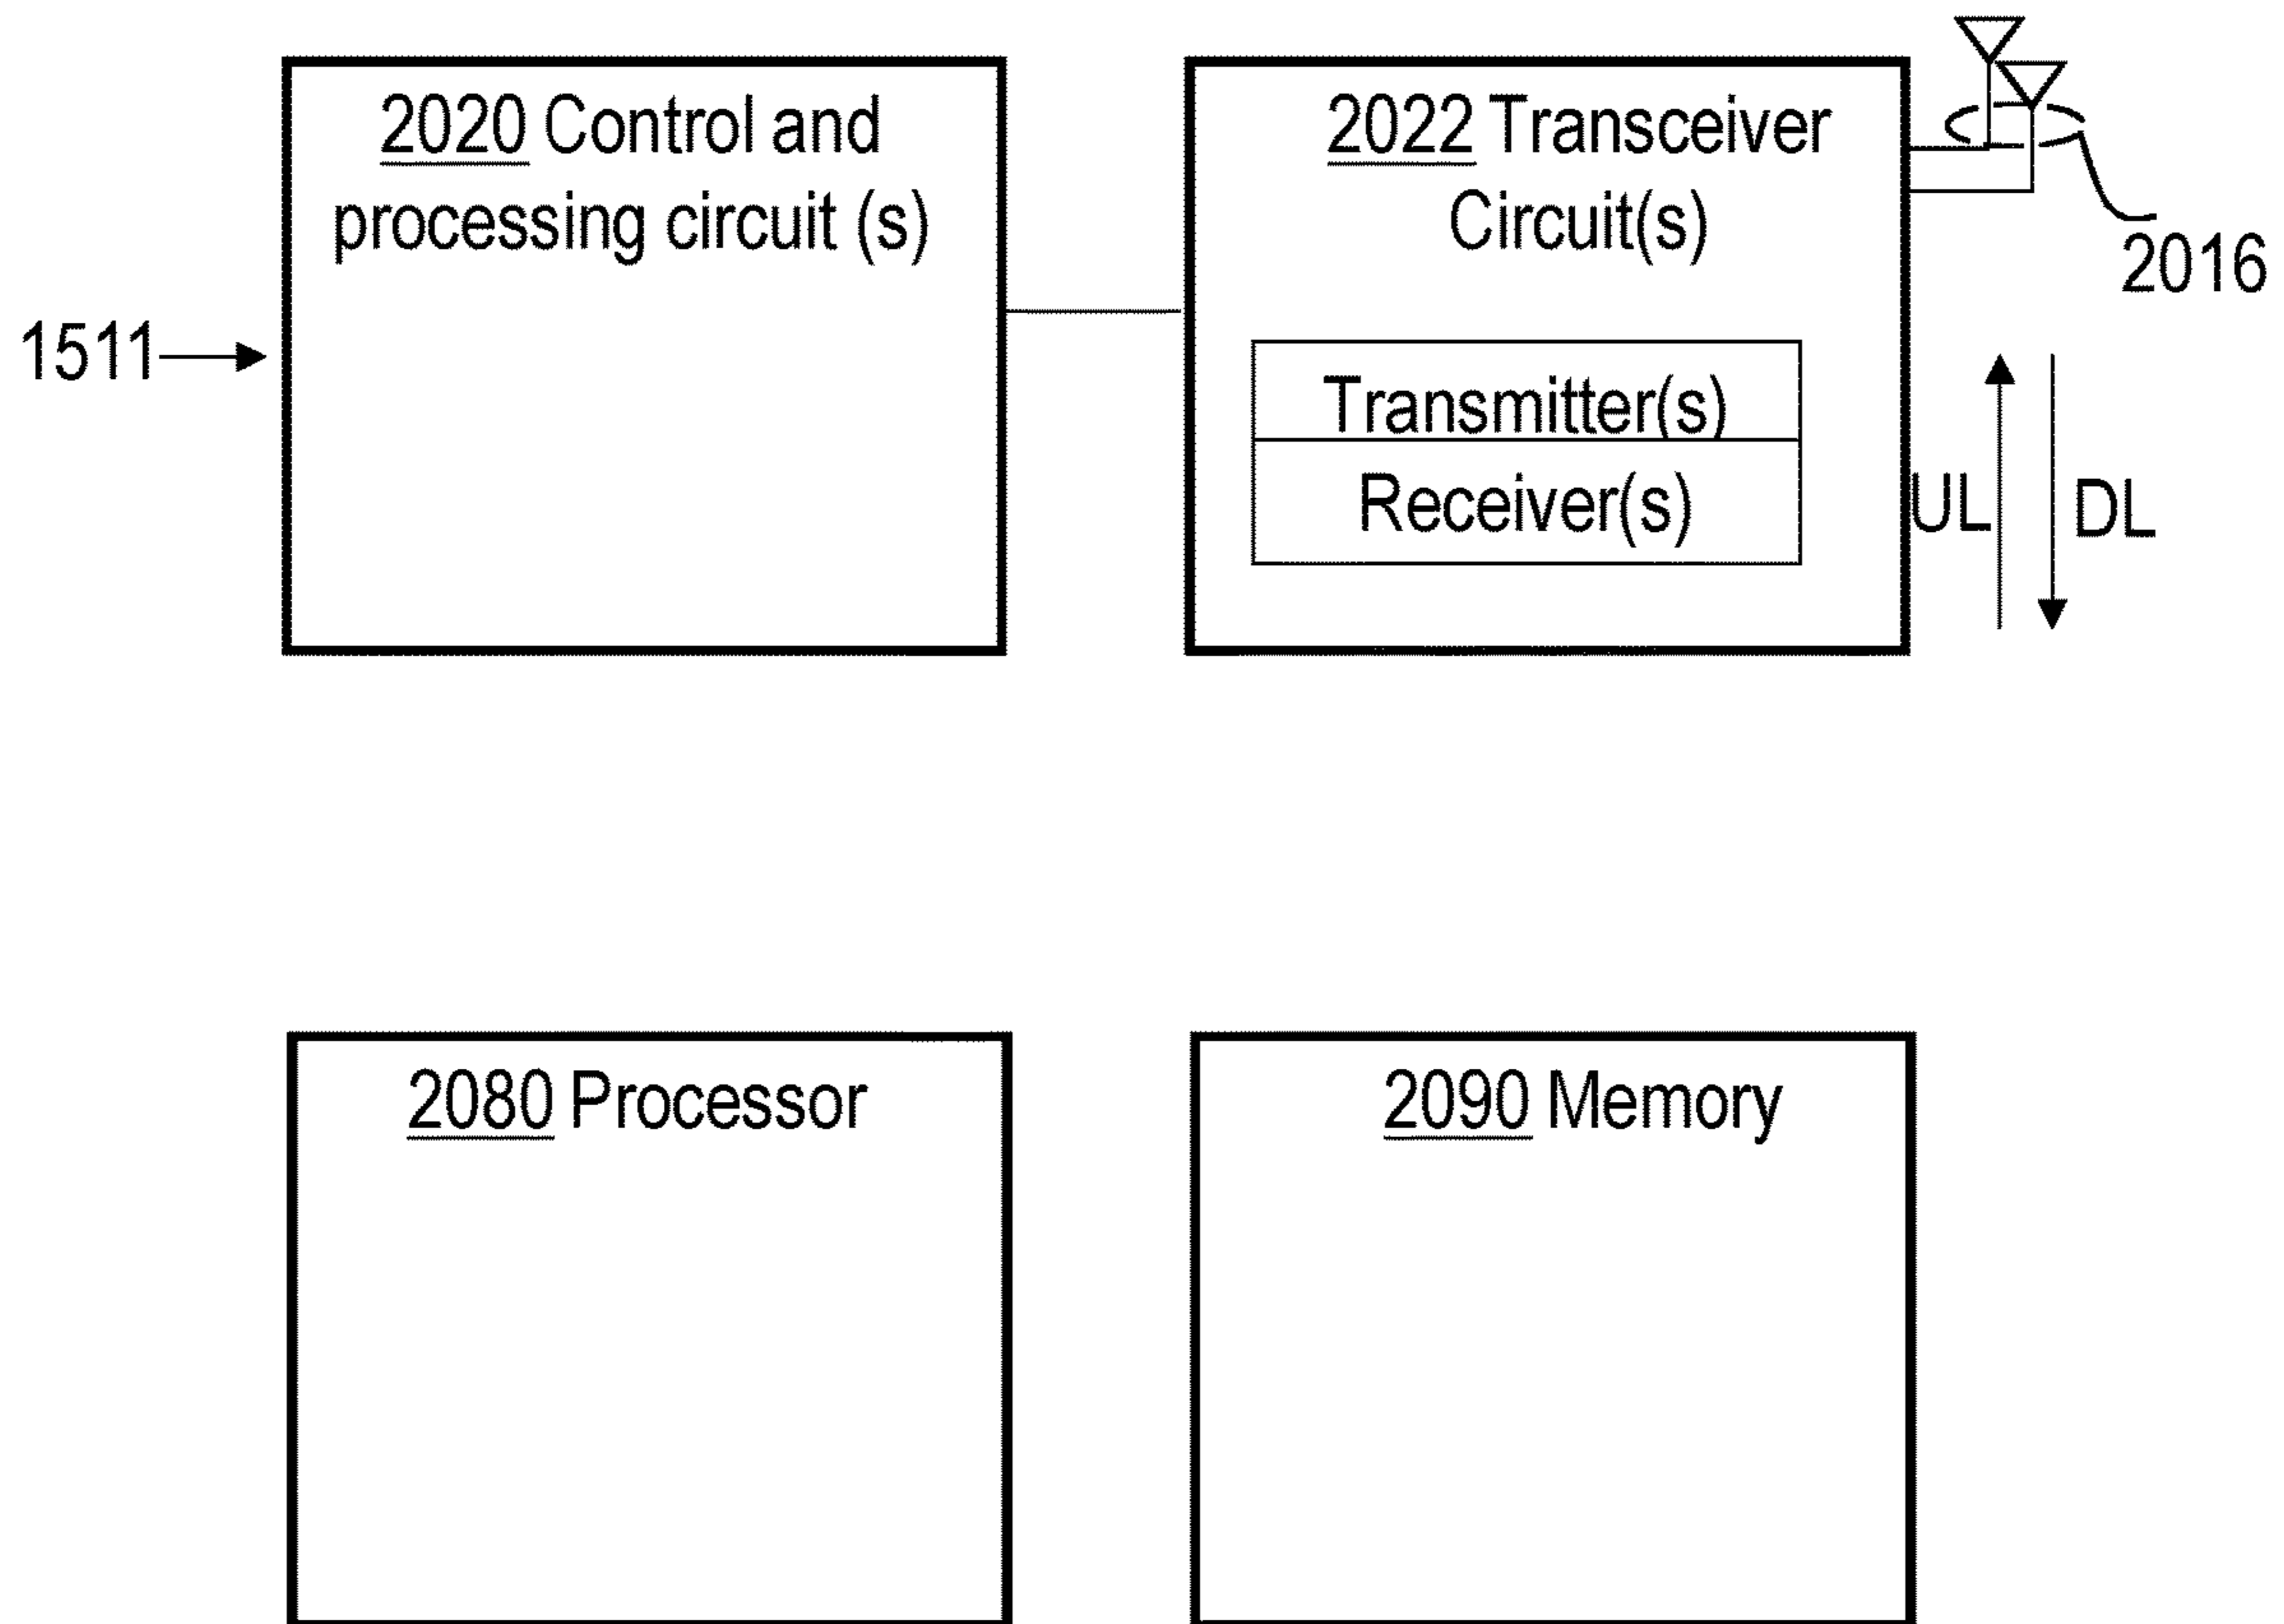 2020 Control and
processing circuit (s)
2022 Transceiver
Circuit(s)
2016
1511
Transmitter(s)
Receiver(s)
UL
DL
2080 Processor
2090 Memory